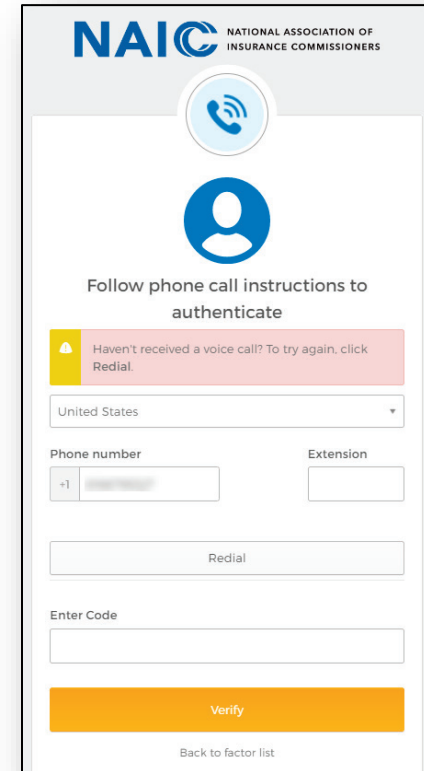 NAIC NATIONAL ASSOCIATION OF
INSURANCE COMMISSIONERS
Follow phone call instructions to
authenticate
Haven't received a voice call? To try again, click
Redial.
United States
Phone number Extension
+1
Redial
Enter Code
Verify
Back to factor list